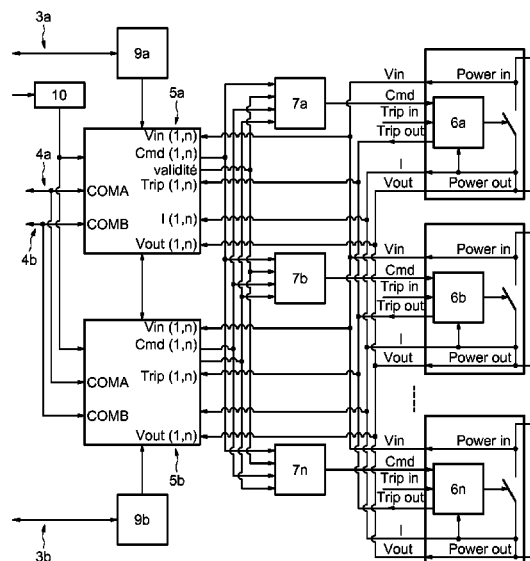 3a
9a
10
5a
4a
COMA
COMB
4b
Vin (1,n)
Cmd (1,n)
validité
Trip (1,n)
I (1,n)
Vout (1,n)
7a
Vin
Power in
Cmd
Trip in
Trip out
6a
I
Vout
Power out
7b
Vin
Power in
Cmd
Trip in
Trip out
6b
I
Vout
Power out
Vin (1,n)
Cmd (1,n)
COMA
Trip (1,n)
COMB
Vout (1,n)
5b
9b
3b
7n
Vin
Power in
Cmd
Trip in
Trip out
6n
I
Vout
Power out